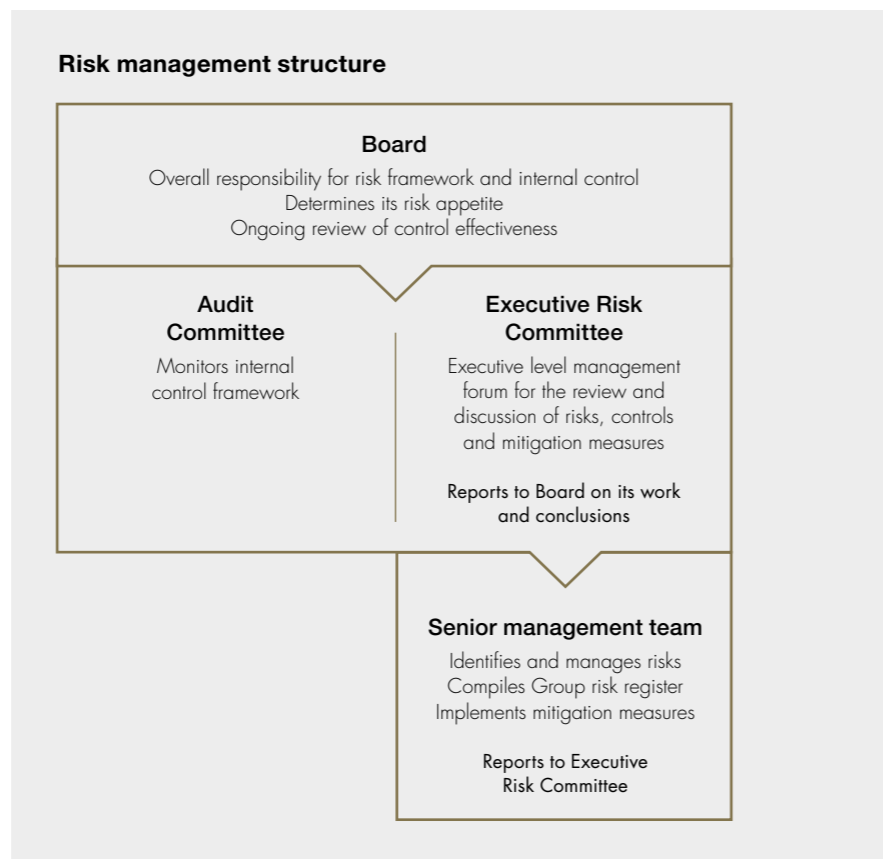 Risk management structure
Board
Overall responsibility for risk framework and internal control
Determines its risk appetite
Ongoing review of control effectiveness
Audit
Committee
Monitors internal
control framework
Executive Risk
Committee
Executive level management
forum for the review and
discussion of risks, controls
and mitigation measures
Reports to Board on its work
and conclusions
Senior management team
Identifies and manages risks
Compiles Group risk register
Implements mitigation measures
Reports to Executive
Risk Committee